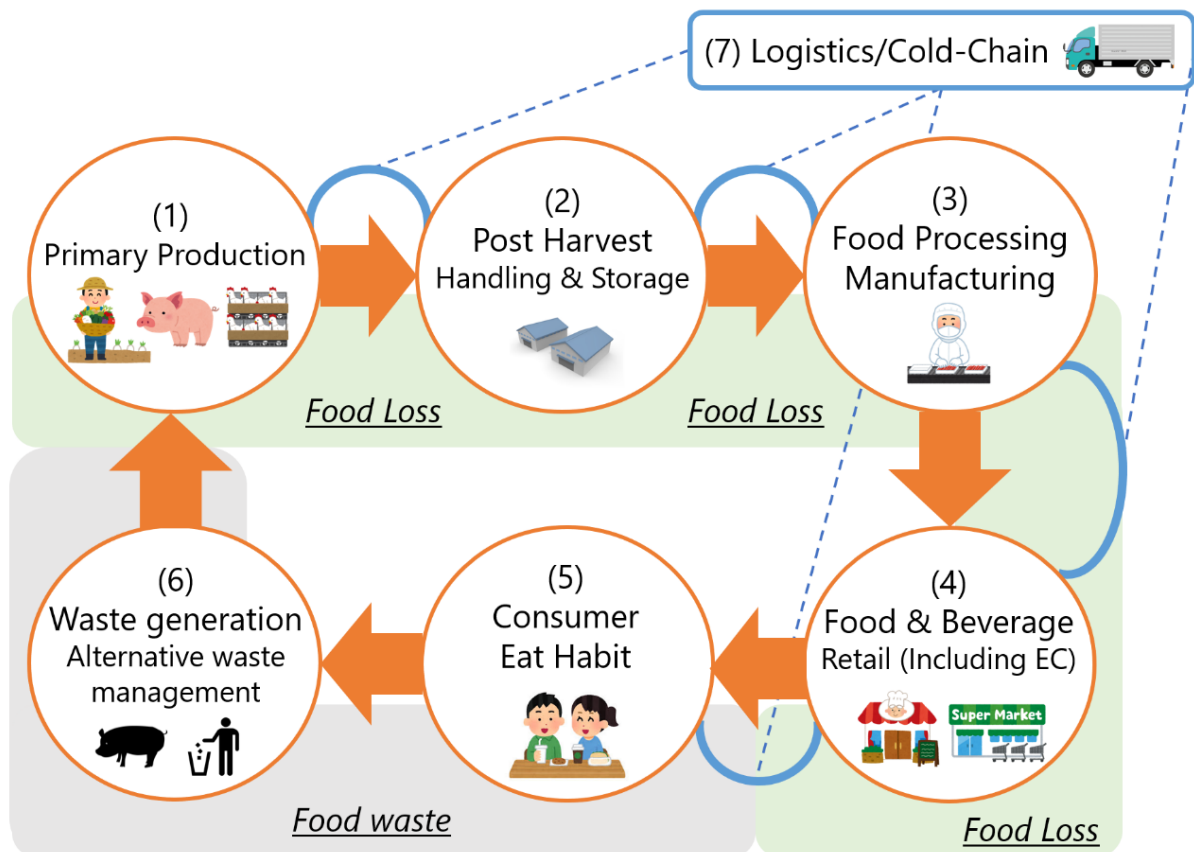 (7) Logistics/Cold-Chain
(1)
Primary Production
(2)
Post Harvest
Handling & Storage
(3)
Food Processing
Manufacturing
Food Loss
Food Loss
(6)
Waste generation
Alternative waste
management
(5)
Consumer
Eat Habit
(4)
Food & Beverage
Retail (Including EC)
Super Market
Food waste
Food Loss